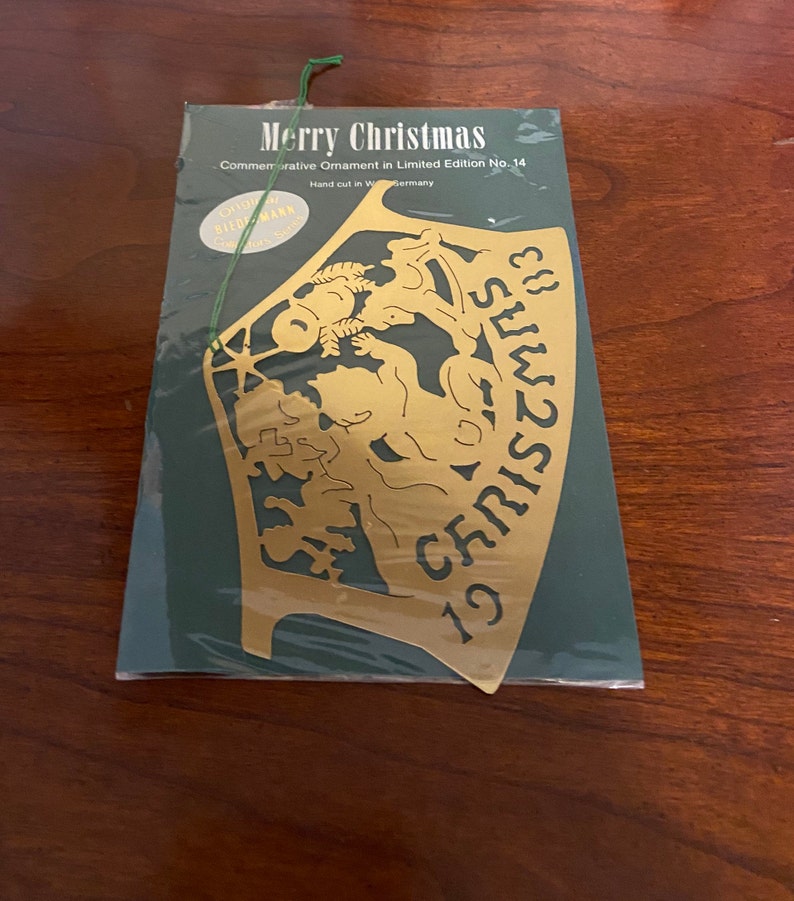 Merry Christmas
Commemorative Ornament in Limited Edition No. 14
Hand cut in W. Germany
Original
BIEDERMANN
Collectors Series
19 ChRISTMAS 83